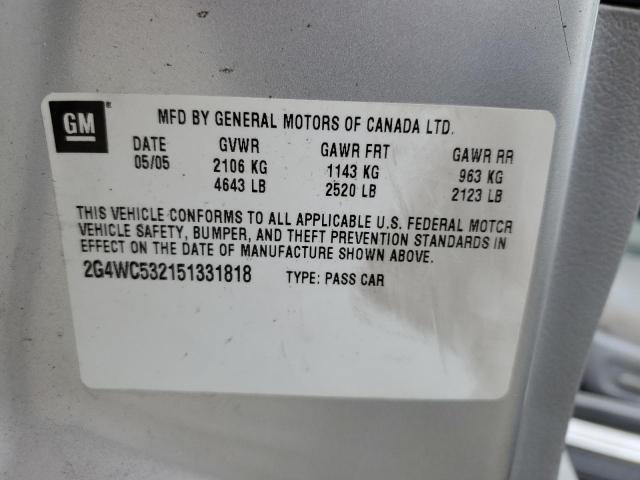 GM®
MFD BY GENERAL MOTORS OF CANADA LTD.
DATE GVWR GAWR FRT GAWR RR
05/05 2106 KG 1143 KG 963 KG
4643 LB 2520 LB 2123 LB
THIS VEHICLE CONFORMS TO ALL APPLICABLE U.S. FEDERAL MOTOR
VEHICLE SAFETY, BUMPER, AND THEFT PREVENTION STANDARDS IN
EFFECT ON THE DATE OF MANUFACTURE SHOWN ABOVE.
2G4WC532151331818 TYPE: PASS CAR